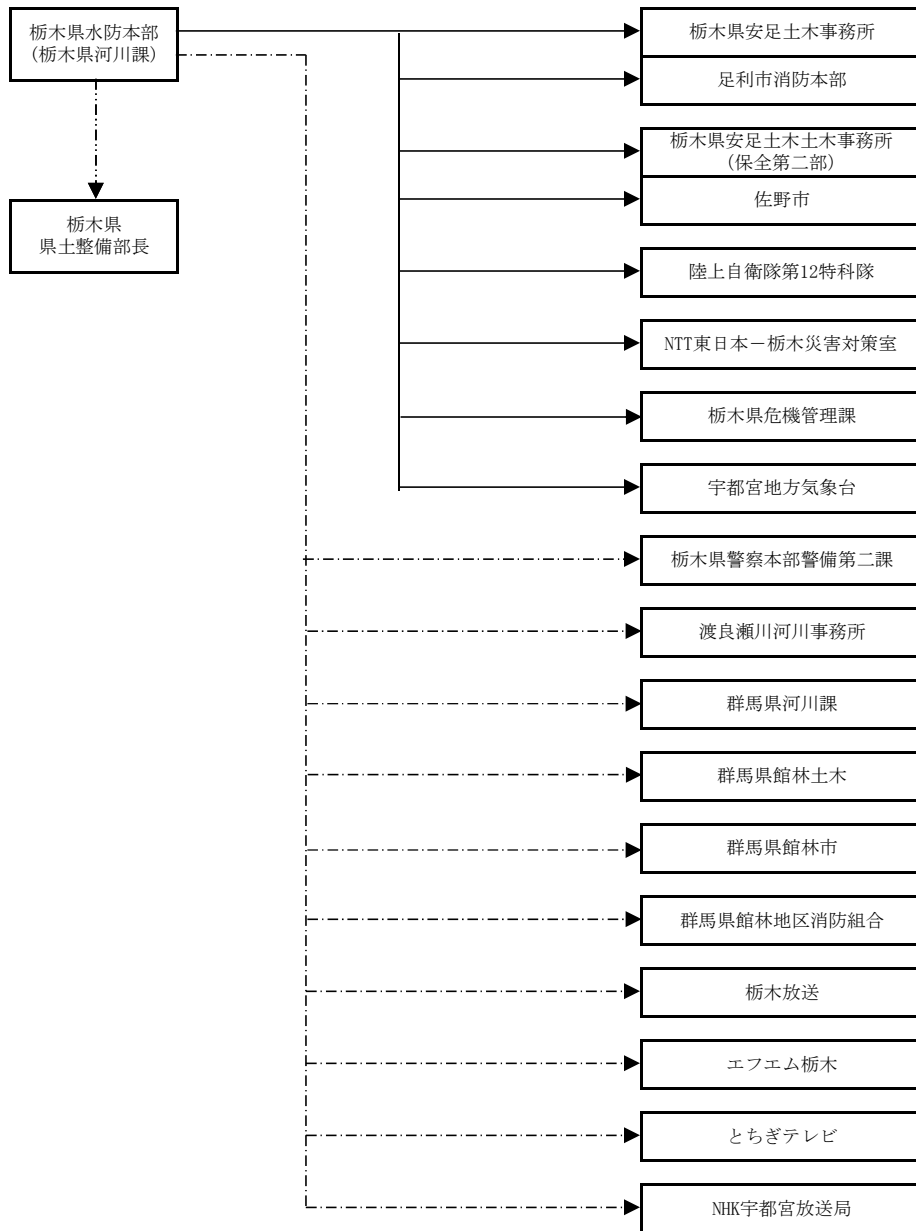 栃木県水防本部
(栃木県河川課)
栃木県
県土整備部長
栃木県安足土木事務所
足利市消防本部
栃木県安足土木土木事務所
(保全第二部)
佐野市
陸上自衛隊第12特科隊
NTT東日本－栃木災害対策室
栃木県危機管理課
宇都宮地方気象台
栃木県警察本部警備第二課
渡良瀬川河川事務所
群馬県河川課
群馬県館林土木
群馬県館林市
群馬県館林地区消防組合
栃木放送
エフエム栃木
とちぎテレビ
NHK宇都宮放送局